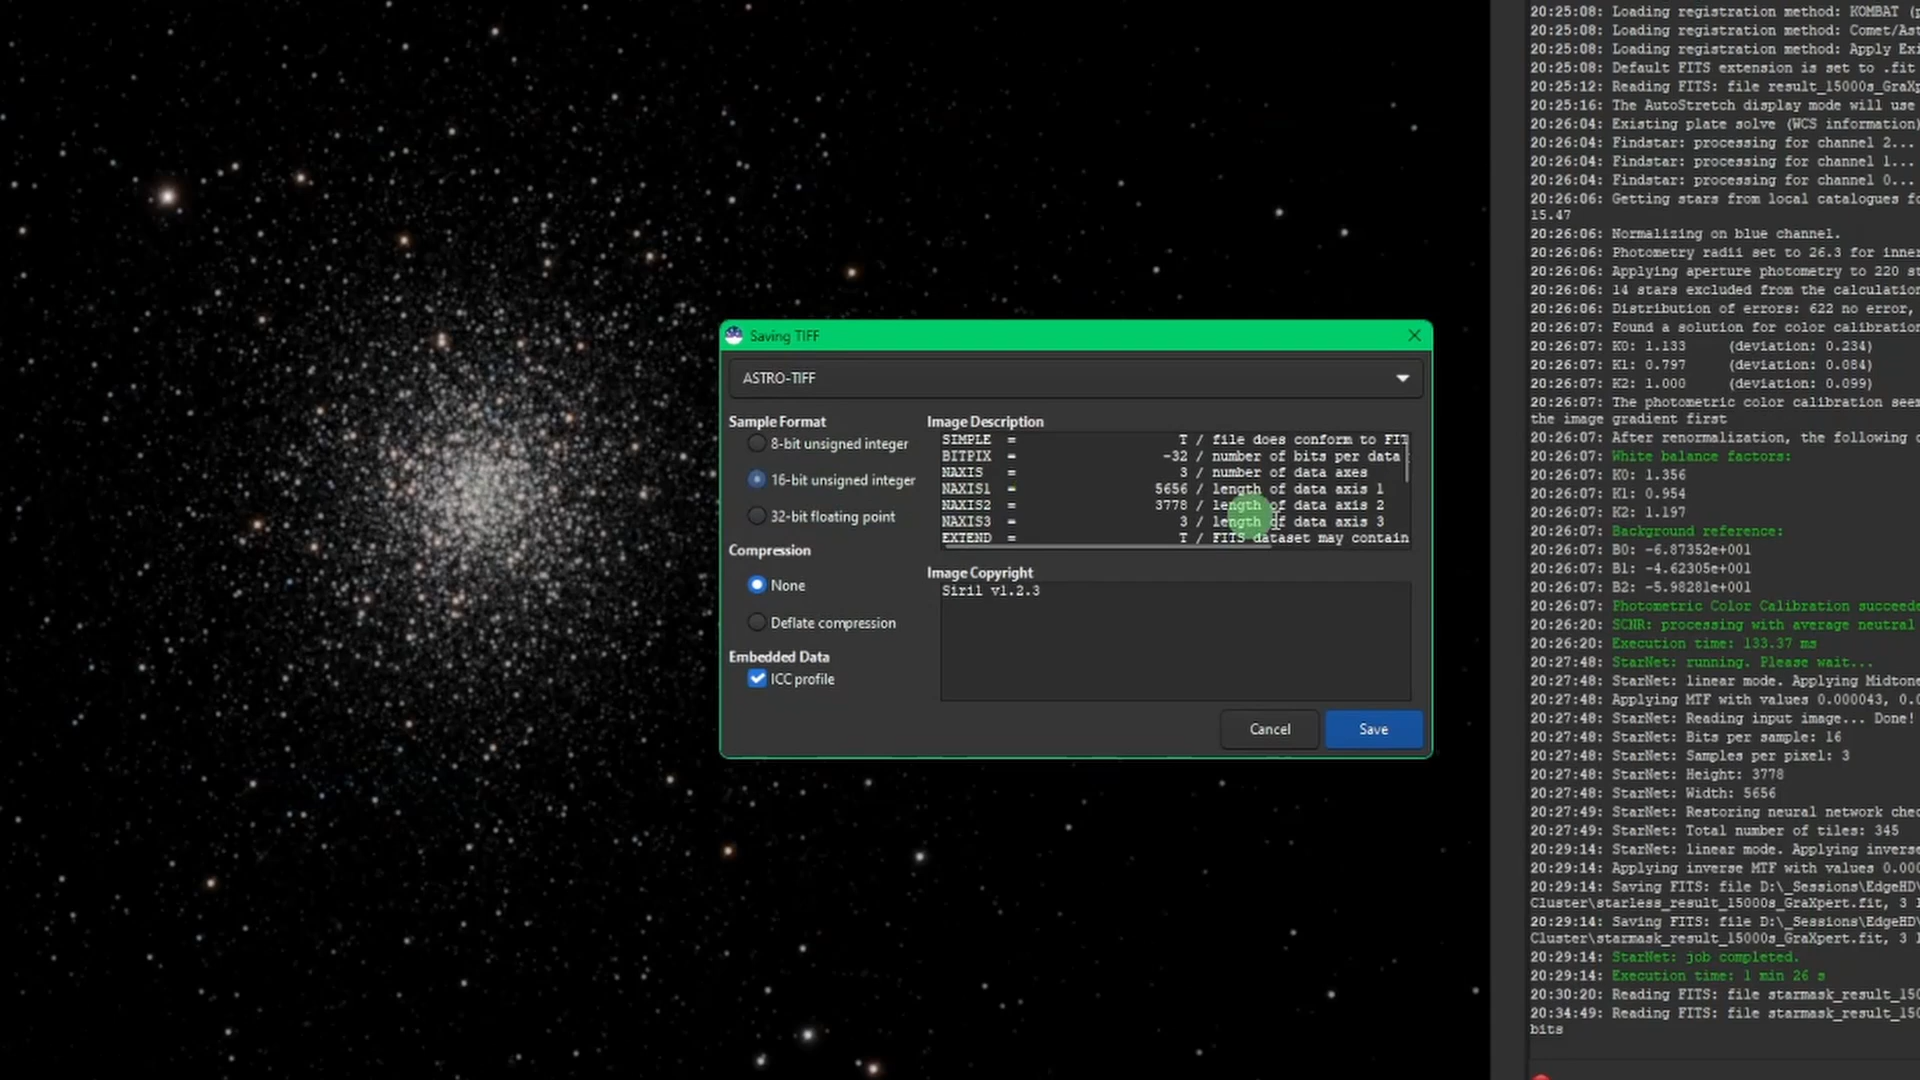 Saving TIFF
ASTRO-TIFF
Sample Format
8-bit unsigned integer
16-bit unsigned integer
32-bit floating point
Compression
None
Deflate compression
Embedded Data
ICC profile
Image Description
SIMPLE = T / file does conform to FIT
BITPIX = -32 / number of bits per data
NAXIS = 3 / number of data axes
NAXIS1 = 5656 / length of data axis 1
NAXIS2 = 3778 / length of data axis 2
NAXIS3 = 3 / length of data axis 3
EXTEND = T / FITS dataset may contain
Image Copyright
Siril v1.2.3
Cancel
Save
20:25:08: Loading registration method: KOMBAT (p
20:25:08: Loading registration method: Comet/Ast
20:25:08: Loading registration method: Apply Exi
20:25:08: Default FITS extension is set to .fit
20:25:12: Reading FITS: file result_15000s_GraXp
20:25:16: The AutoStretch display mode will use
20:26:04: Existing plate solve (WCS information)
20:26:04: Findstar: processing for channel 2...
20:26:04: Findstar: processing for channel 1...
20:26:04: Findstar: processing for channel 0...
20:26:06: Getting stars from local catalogues fo
15.47
20:26:06: Normalizing on blue channel.
20:26:06: Photometry radii set to 26.3 for inner
20:26:06: Applying aperture photometry to 220 st
20:26:06: 14 stars excluded from the calculation
20:26:06: Distribution of errors: 622 no error,
20:26:07: Found a solution for color calibration
20:26:07: K0: 1.133 (deviation: 0.234)
20:26:07: K1: 0.797 (deviation: 0.084)
20:26:07: K2: 1.000 (deviation: 0.099)
20:26:07: The photometric color calibration seem
the image gradient first
20:26:07: After renormalization, the following c
20:26:07: White balance factors:
20:26:07: K0: 1.356
20:26:07: K1: 0.954
20:26:07: K2: 1.197
20:26:07: Background reference:
20:26:07: B0: -6.87352e+001
20:26:07: B1: -4.62305e+001
20:26:07: B2: -5.98281e+001
20:26:07: Photometric Color Calibration succeede
20:26:20: SCNR: processing with average neutral
20:26:20: Execution time: 133.37 ms
20:27:48: StarNet: running. Please wait...
20:27:48: StarNet: linear mode. Applying Midtone
20:27:48: Applying MTF with values 0.000043, 0.0
20:27:48: StarNet: Reading input image... Done!
20:27:48: StarNet: Bits per sample: 16
20:27:48: StarNet: Samples per pixel: 3
20:27:48: StarNet: Height: 3778
20:27:48: StarNet: Width: 5656
20:27:49: StarNet: Restoring neural network chec
20:27:49: StarNet: Total number of tiles: 345
20:29:14: StarNet: linear mode. Applying inverse
20:29:14: Applying inverse MTF with values 0.000
20:29:14: Saving FITS: file D:\_Sessions\EdgeHD\
Cluster\starless_result_15000s_GraXpert.fit, 3 l
20:29:14: Saving FITS: file D:\_Sessions\EdgeHD\
Cluster\starmask_result_15000s_GraXpert.fit, 3 l
20:29:14: StarNet: job completed.
20:29:14: Execution time: 1 min 26 s
20:30:20: Reading FITS: file starmask_result_150
20:34:49: Reading FITS: file starmask_result_150
bits